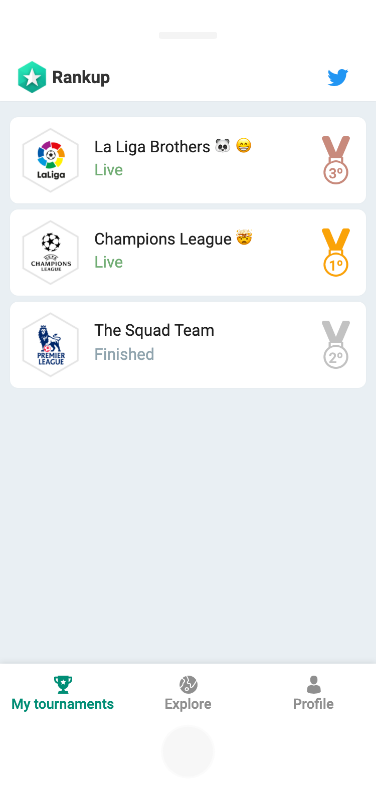 Rankup
La Liga Brothers 🐼 😁
Live
LaLiga
3º
Champions League 🤯
Live
UEFA
CHAMPIONS
LEAGUE
1º
The Squad Team
Finished
PREMIER
LEAGUE
2º
My tournaments
Explore
Profile